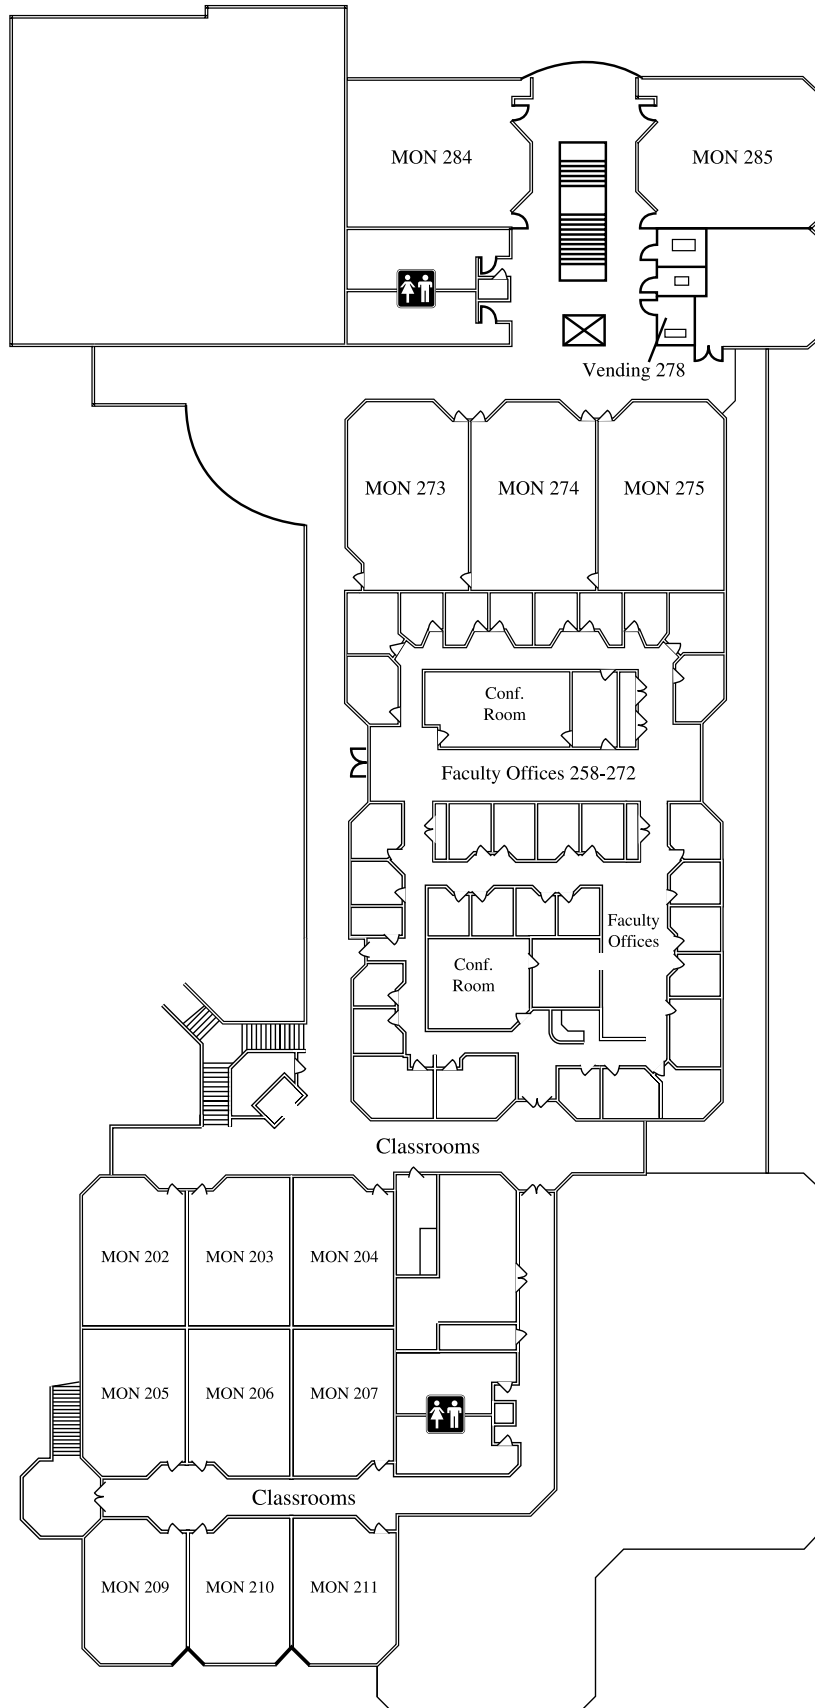 MON 284
MON 285
Vending 278
MON 273
MON 274
MON 275
Conf.
Room
Faculty Offices 258-272
Faculty
Offices
Conf.
Room
Classrooms
MON 202
MON 203
MON 204
MON 205
MON 206
MON 207
Classrooms
MON 209
MON 210
MON 211